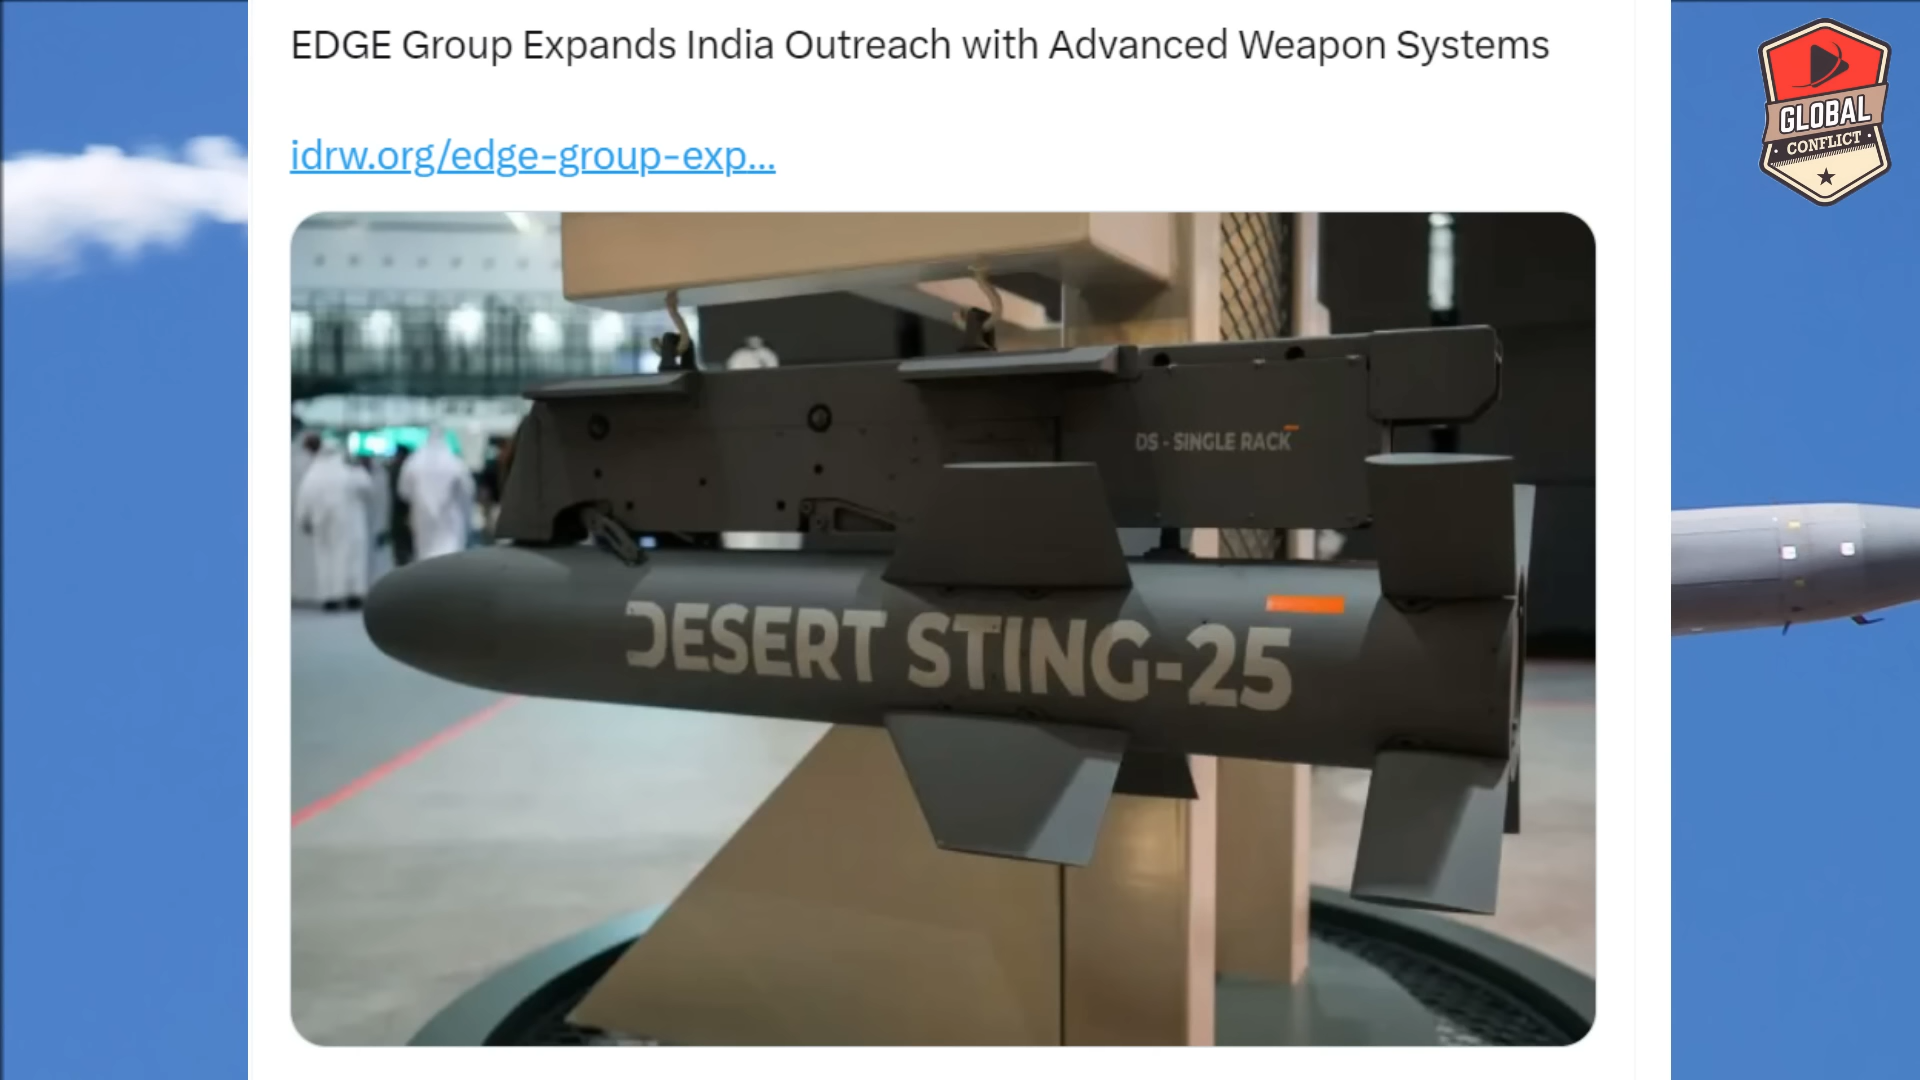 EDGE Group Expands India Outreach with Advanced Weapon Systems
idrw.org/edge-group-exp...
GLOBAL
CONFLICT
DS - SINGLE RACK
DESERT STING-25